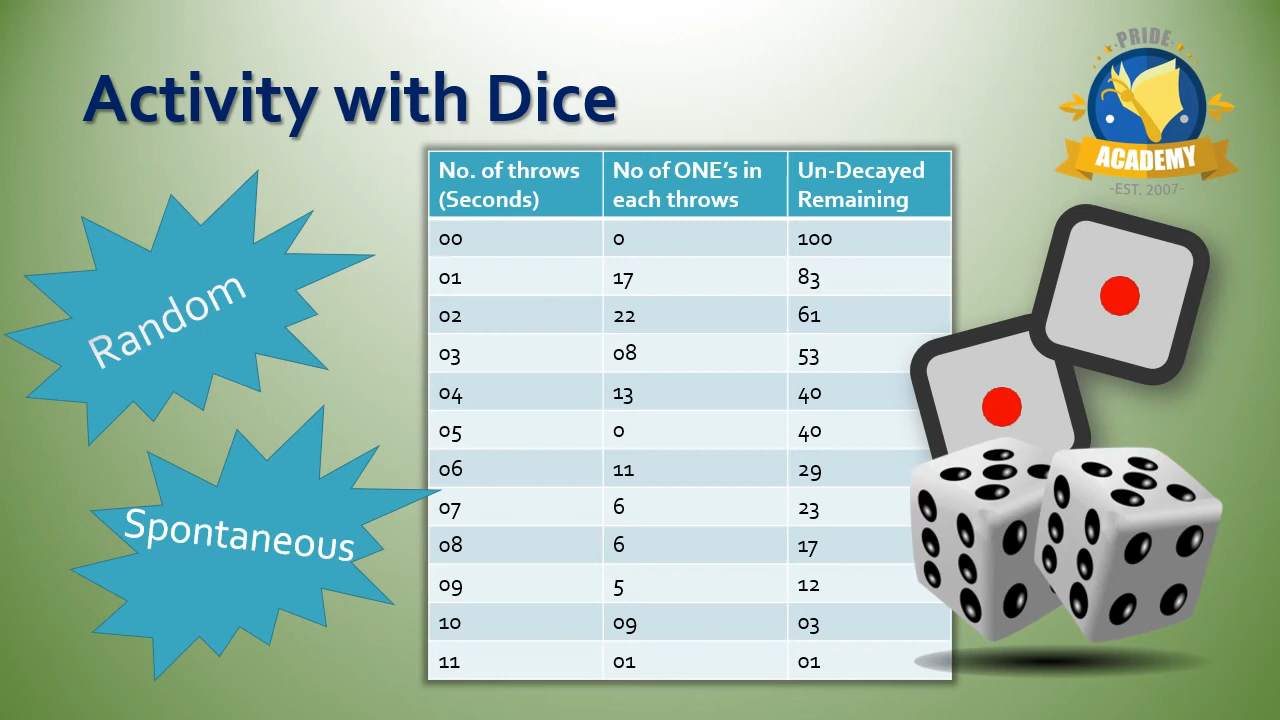 Activity with Dice
PRIDE
ACADEMY
-EST. 2007-
Random
Spontaneous
No. of throws (Seconds) No of ONE's in each throws Un-Decayed Remaining
00 0 100
01 17 83
02 22 61
03 08 53
04 13 40
05 0 40
06 11 29
07 6 23
08 6 17
09 5 12
10 09 03
11 01 01